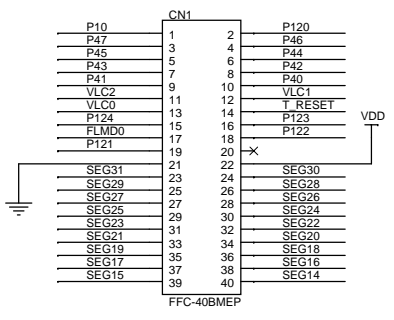 CN1
P10 1 2 P120
P47 3 4 P46
P45 5 6 P44
P43 7 8 P42
P41 9 10 P40
VLC2 11 12 VLC1
VLC0 13 14 T_RESET
P124 15 16 P123
VDD
FLMD0 17 18 P122
P121 19 20
21 22
SEG31 23 24 SEG30
SEG29 25 26 SEG28
SEG27 27 28 SEG26
SEG25 29 30 SEG24
SEG23 31 32 SEG22
SEG21 33 34 SEG20
SEG19 35 36 SEG18
SEG17 37 38 SEG16
SEG15 39 40 SEG14
FFC-40BMEP